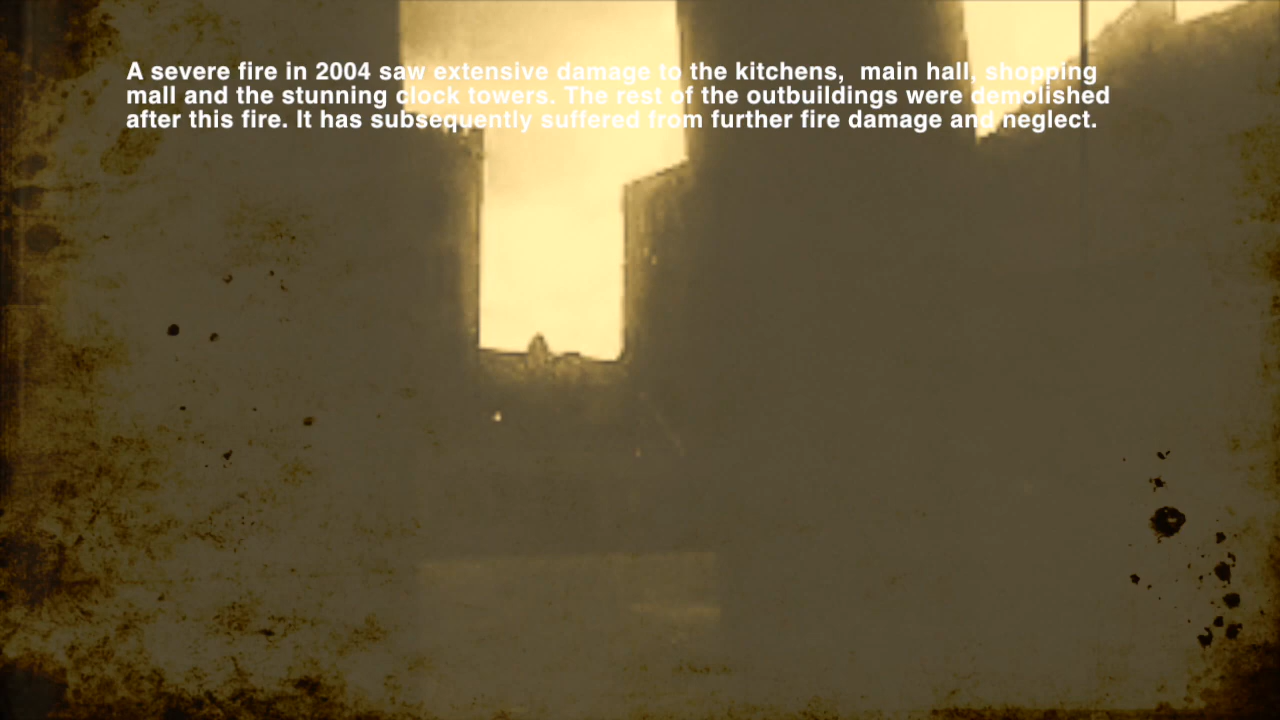 A severe fire in 2004 saw extensive damage to the kitchens,  main hall, shopping
mall and the stunning clock towers. The rest of the outbuildings were demolished
after this fire. It has subsequently suffered from further fire damage and neglect.